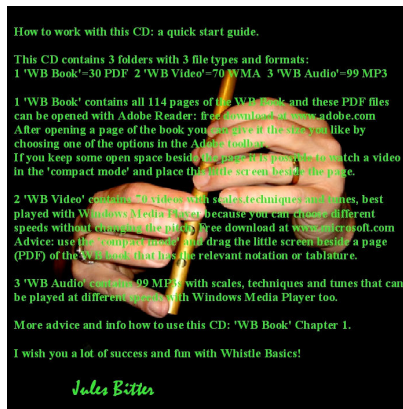 How to work with this CD: a quick start guide.
This CD contains 3 folders with 3 file types and formats:
1 'WB Book'=30 PDF 2 'WB Video'=70 WMA 3 'WB Audio'=99 MP3
1 'WB Book' contains all 114 pages of the WB Book and these PDF files
can be opened with Adobe Reader: free download at www.adobe.com
After opening a page of the book you can give it the size you like by
choosing one of the options in the Adobe toolbar.
If you keep some open space beside the page it is possible to watch a video
in the 'compact mode' and place this little screen beside the page.
2 'WB Video' contains 70 videos with scales,techniques and tunes, best
played with Windows Media Player because you can choose different
speeds without changing the pitch. Free download at www.microsoft.com
Advice: use the 'compact mode' and drag the little screen beside a page
(PDF) of the WB book that has the relevant notation or tablature.
3 'WB Audio' contains 99 MP3s with scales, techniques and tunes that can
be played at different speeds with Windows Media Player too.
More advice and info how to use this CD: 'WB Book' Chapter 1.
I wish you a lot of success and fun with Whistle Basics!
Jules Bitter